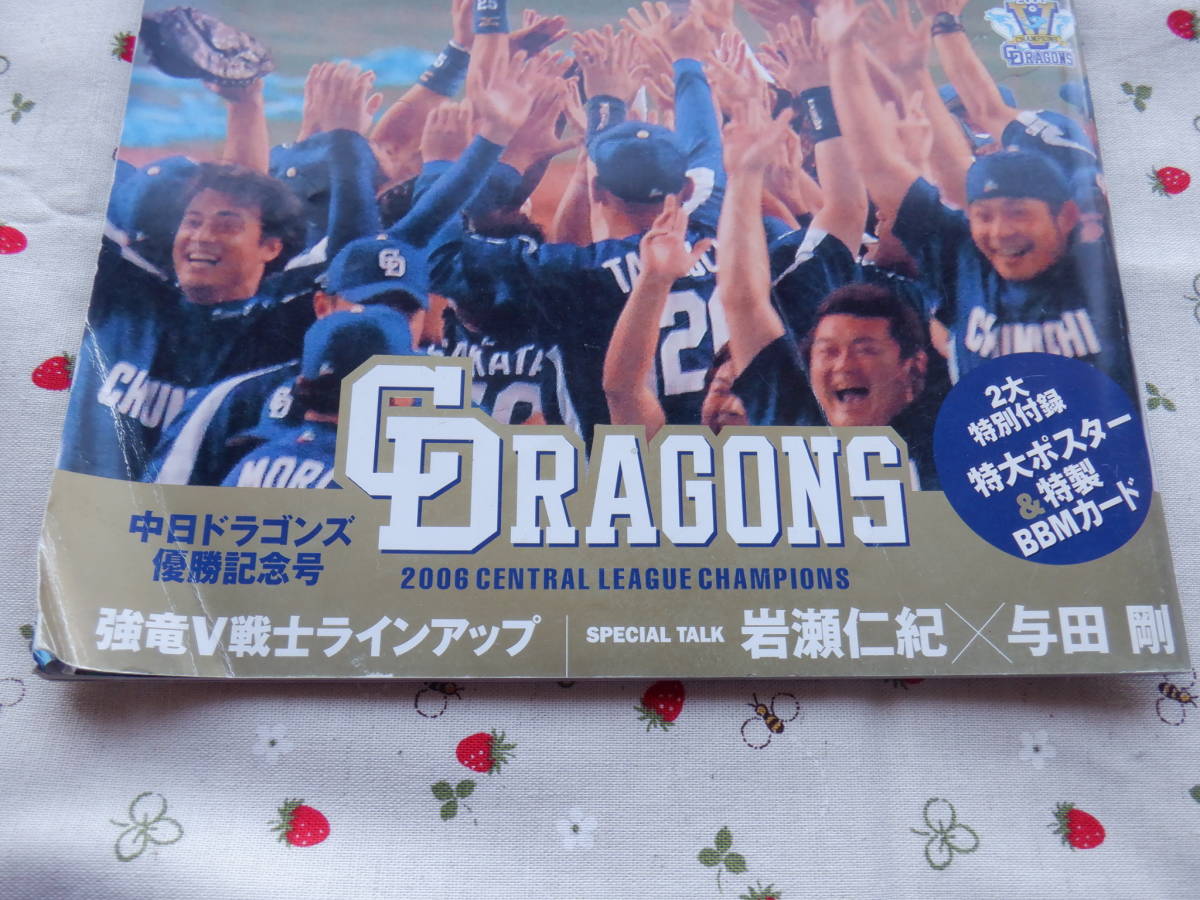 DRAGONS
CHUNICHI
2大
特別付録
特大ポスター
&特製
BBMカード
DRAGONS
中日ドラゴンズ
優勝記念号
2006 CENTRAL LEAGUE CHAMPIONS
強竜V戦士ラインアップ
SPECIAL TALK 岩瀬仁紀×与田 剛